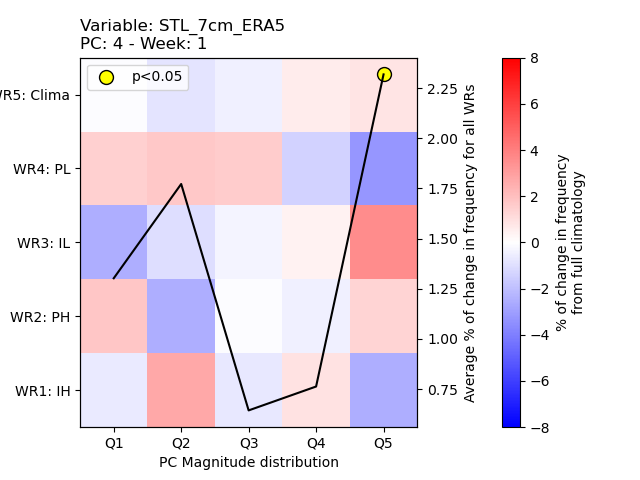 Variable: STL_7cm_ERA5
PC: 4 - Week: 1
p<0.05
WR5: Clima
WR4: PL
WR3: IL
WR2: PH
WR1: IH
Q1 Q2 Q3 Q4 Q5
PC Magnitude distribution
2.25
2.00
1.75
1.50
1.25
1.00
0.75
Average % of change in frequency for all WRs
8
6
4
2
0
−2
−4
−6
−8
% of change in frequency
from full climatology